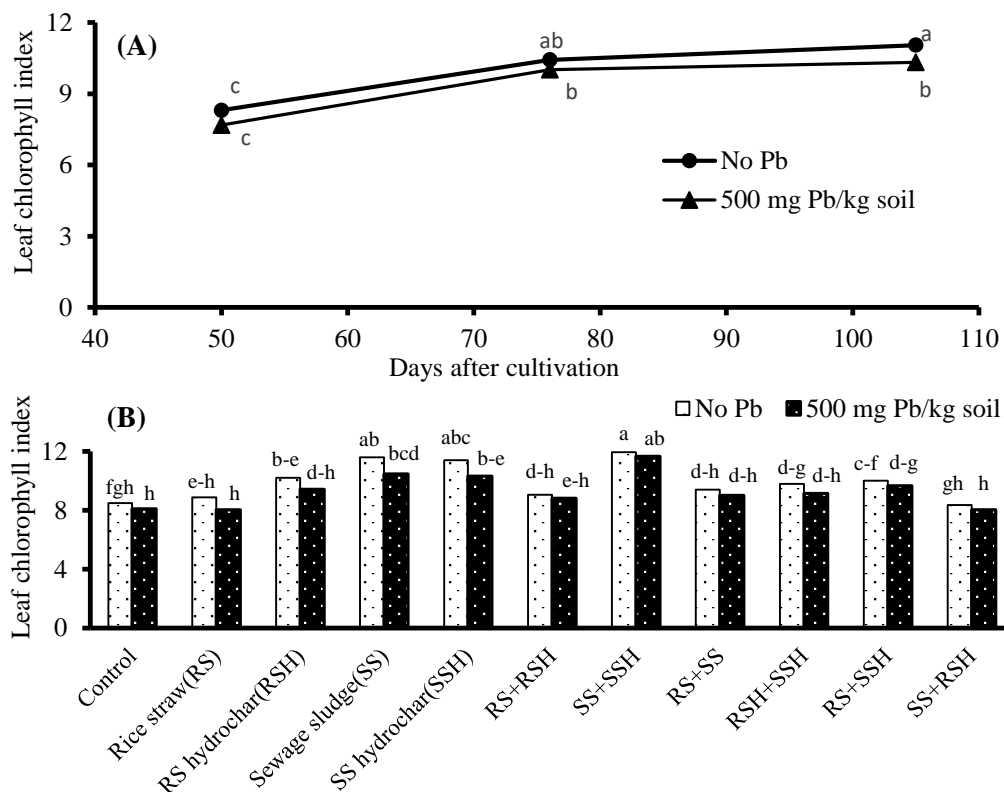 (A)
Leaf chlorophyll index
12
9
6
3
0
c
c
ab
b
a
b
No Pb
500 mg Pb/kg soil
40 50 60 70 80 90 100 110
Days after cultivation
(B)
No Pb 500 mg Pb/kg soil
Leaf chlorophyll index
12
8
4
0
fgh h e-h h b-e d-h ab bcd abc b-e d-h e-h a ab d-h d-h d-g d-h c-f d-g gh h
Control
Rice straw(RS)
RS hydrochar(RSH)
Sewage sludge(SS)
SS hydrochar(SSH)
RS+RSH
SS+SSH
RS+SS
RSH+SSH
RS+SSH
SS+RSH